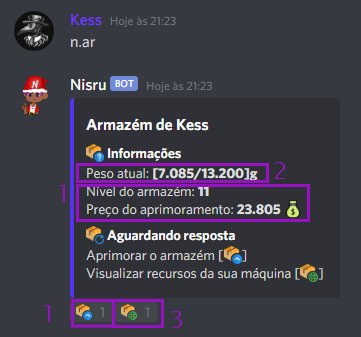 Kess Hoje às 21:23
n.ar
Nisru BOT Hoje às 21:23
Armazém de Kess
Informações
Peso atual: [7.085/13.200]g 2
1 Nível do armazém: 11
Preço do aprimoramento: 23.805
Aguardando resposta
Aprimorar o armazém []
Visualizar recursos da sua máquina []
1 1 1 3